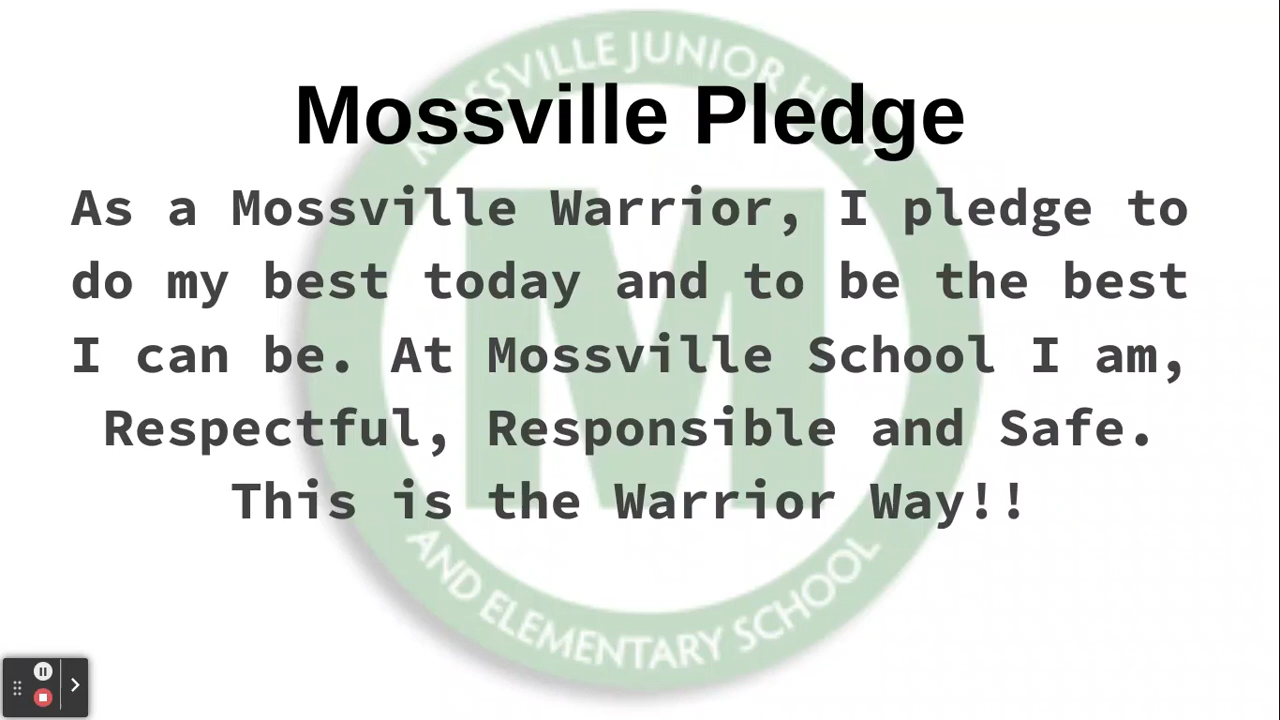 MOSSVILLE JUNIOR HIGH
Mossville Pledge
As a Mossville Warrior, I pledge to
do my best today and to be the best
I can be. At Mossville School I am,
Respectful, Responsible and Safe.
This is the Warrior Way!!
M
AND ELEMENTARY SCHOOL